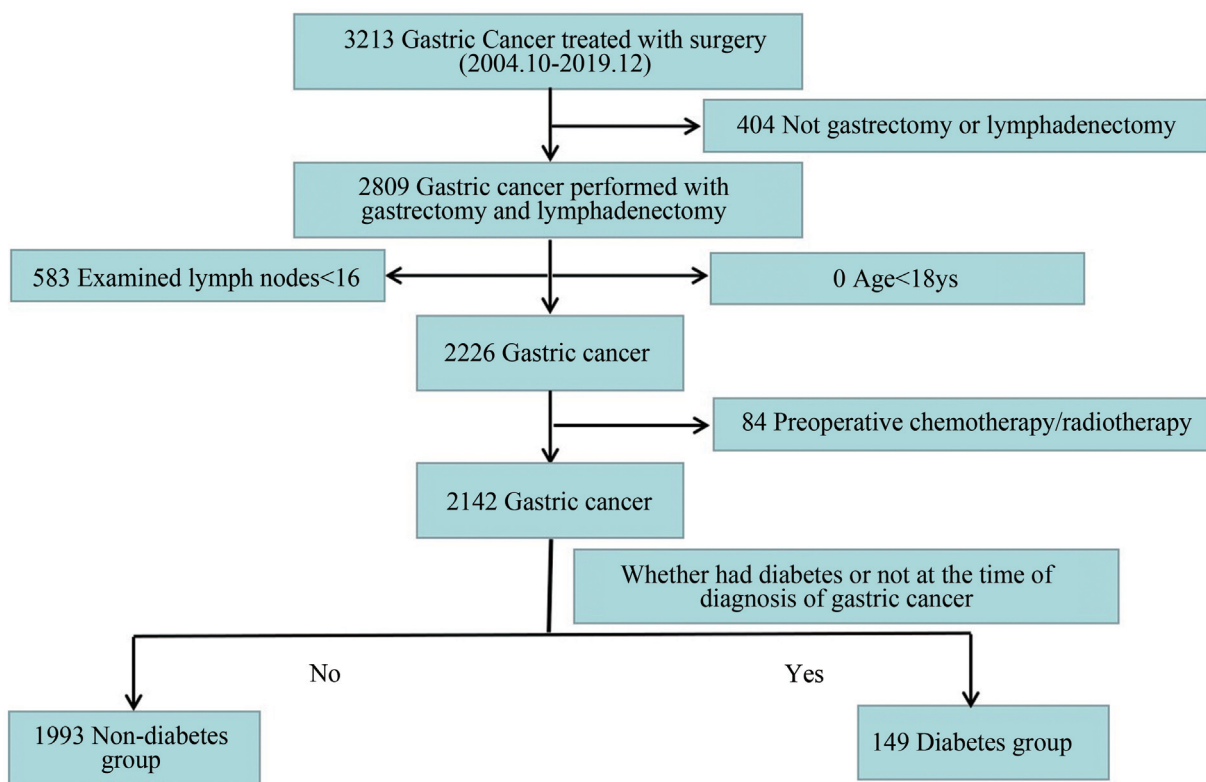 3213 Gastric Cancer treated with surgery
(2004.10-2019.12)
404 Not gastrectomy or lymphadenectomy
2809 Gastric cancer performed with
gastrectomy and lymphadenectomy
583 Examined lymph nodes<16
0 Age<18ys
2226 Gastric cancer
84 Preoperative chemotherapy/radiotherapy
2142 Gastric cancer
Whether had diabetes or not at the time of
diagnosis of gastric cancer
No
Yes
1993 Non-diabetes
group
149 Diabetes group